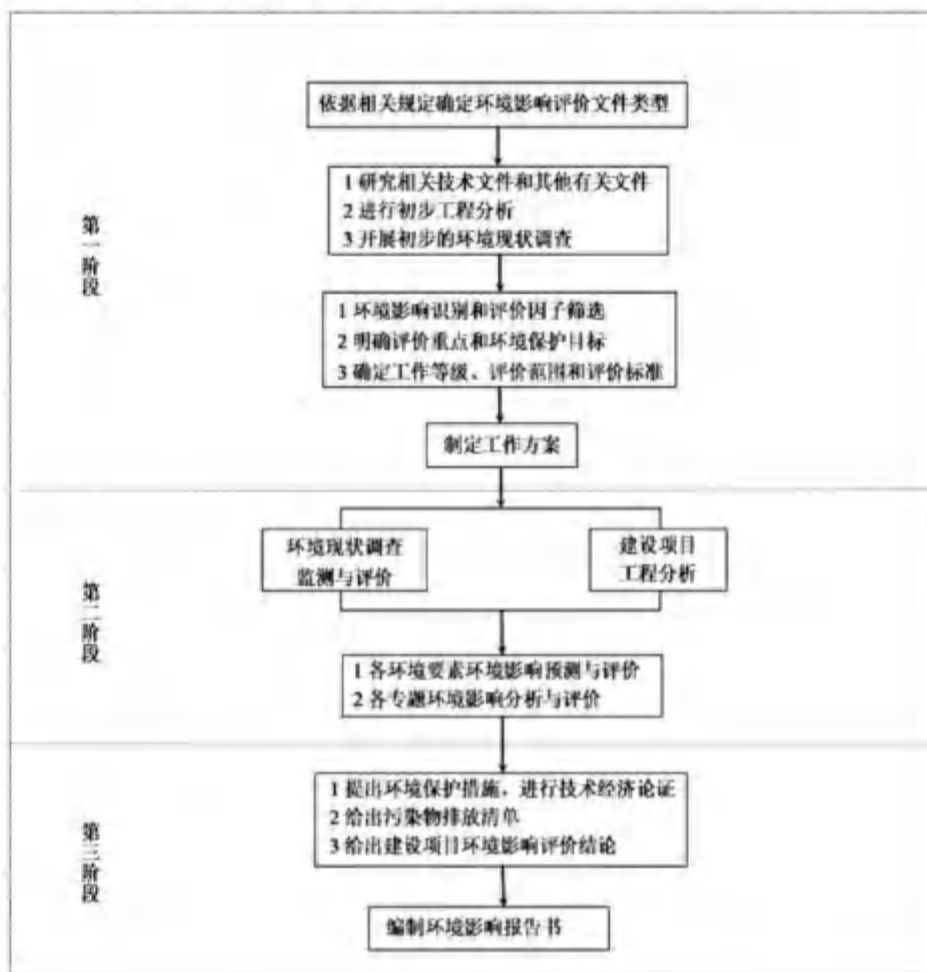 依据相关规定确定环境影响评价文件类型
1 研究相关技术文件和其他有关文件
2 进行初步工程分析
3 开展初步的环境现状调查
第一阶段
1 环境影响识别和评价因子筛选
2 明确评价重点和环境保护目标
3 确定工作等级、评价范围和评价标准
制定工作方案
环境现状调查
监测与评价
建设项目
工程分析
第二阶段
1 各环境要素环境影响预测与评价
2 各专题环境影响分析与评价
1 提出环境保护措施，进行技术经济论证
2 给出污染物排放清单
3 给出建设项目环境影响评价结论
第三阶段
编制环境影响报告书